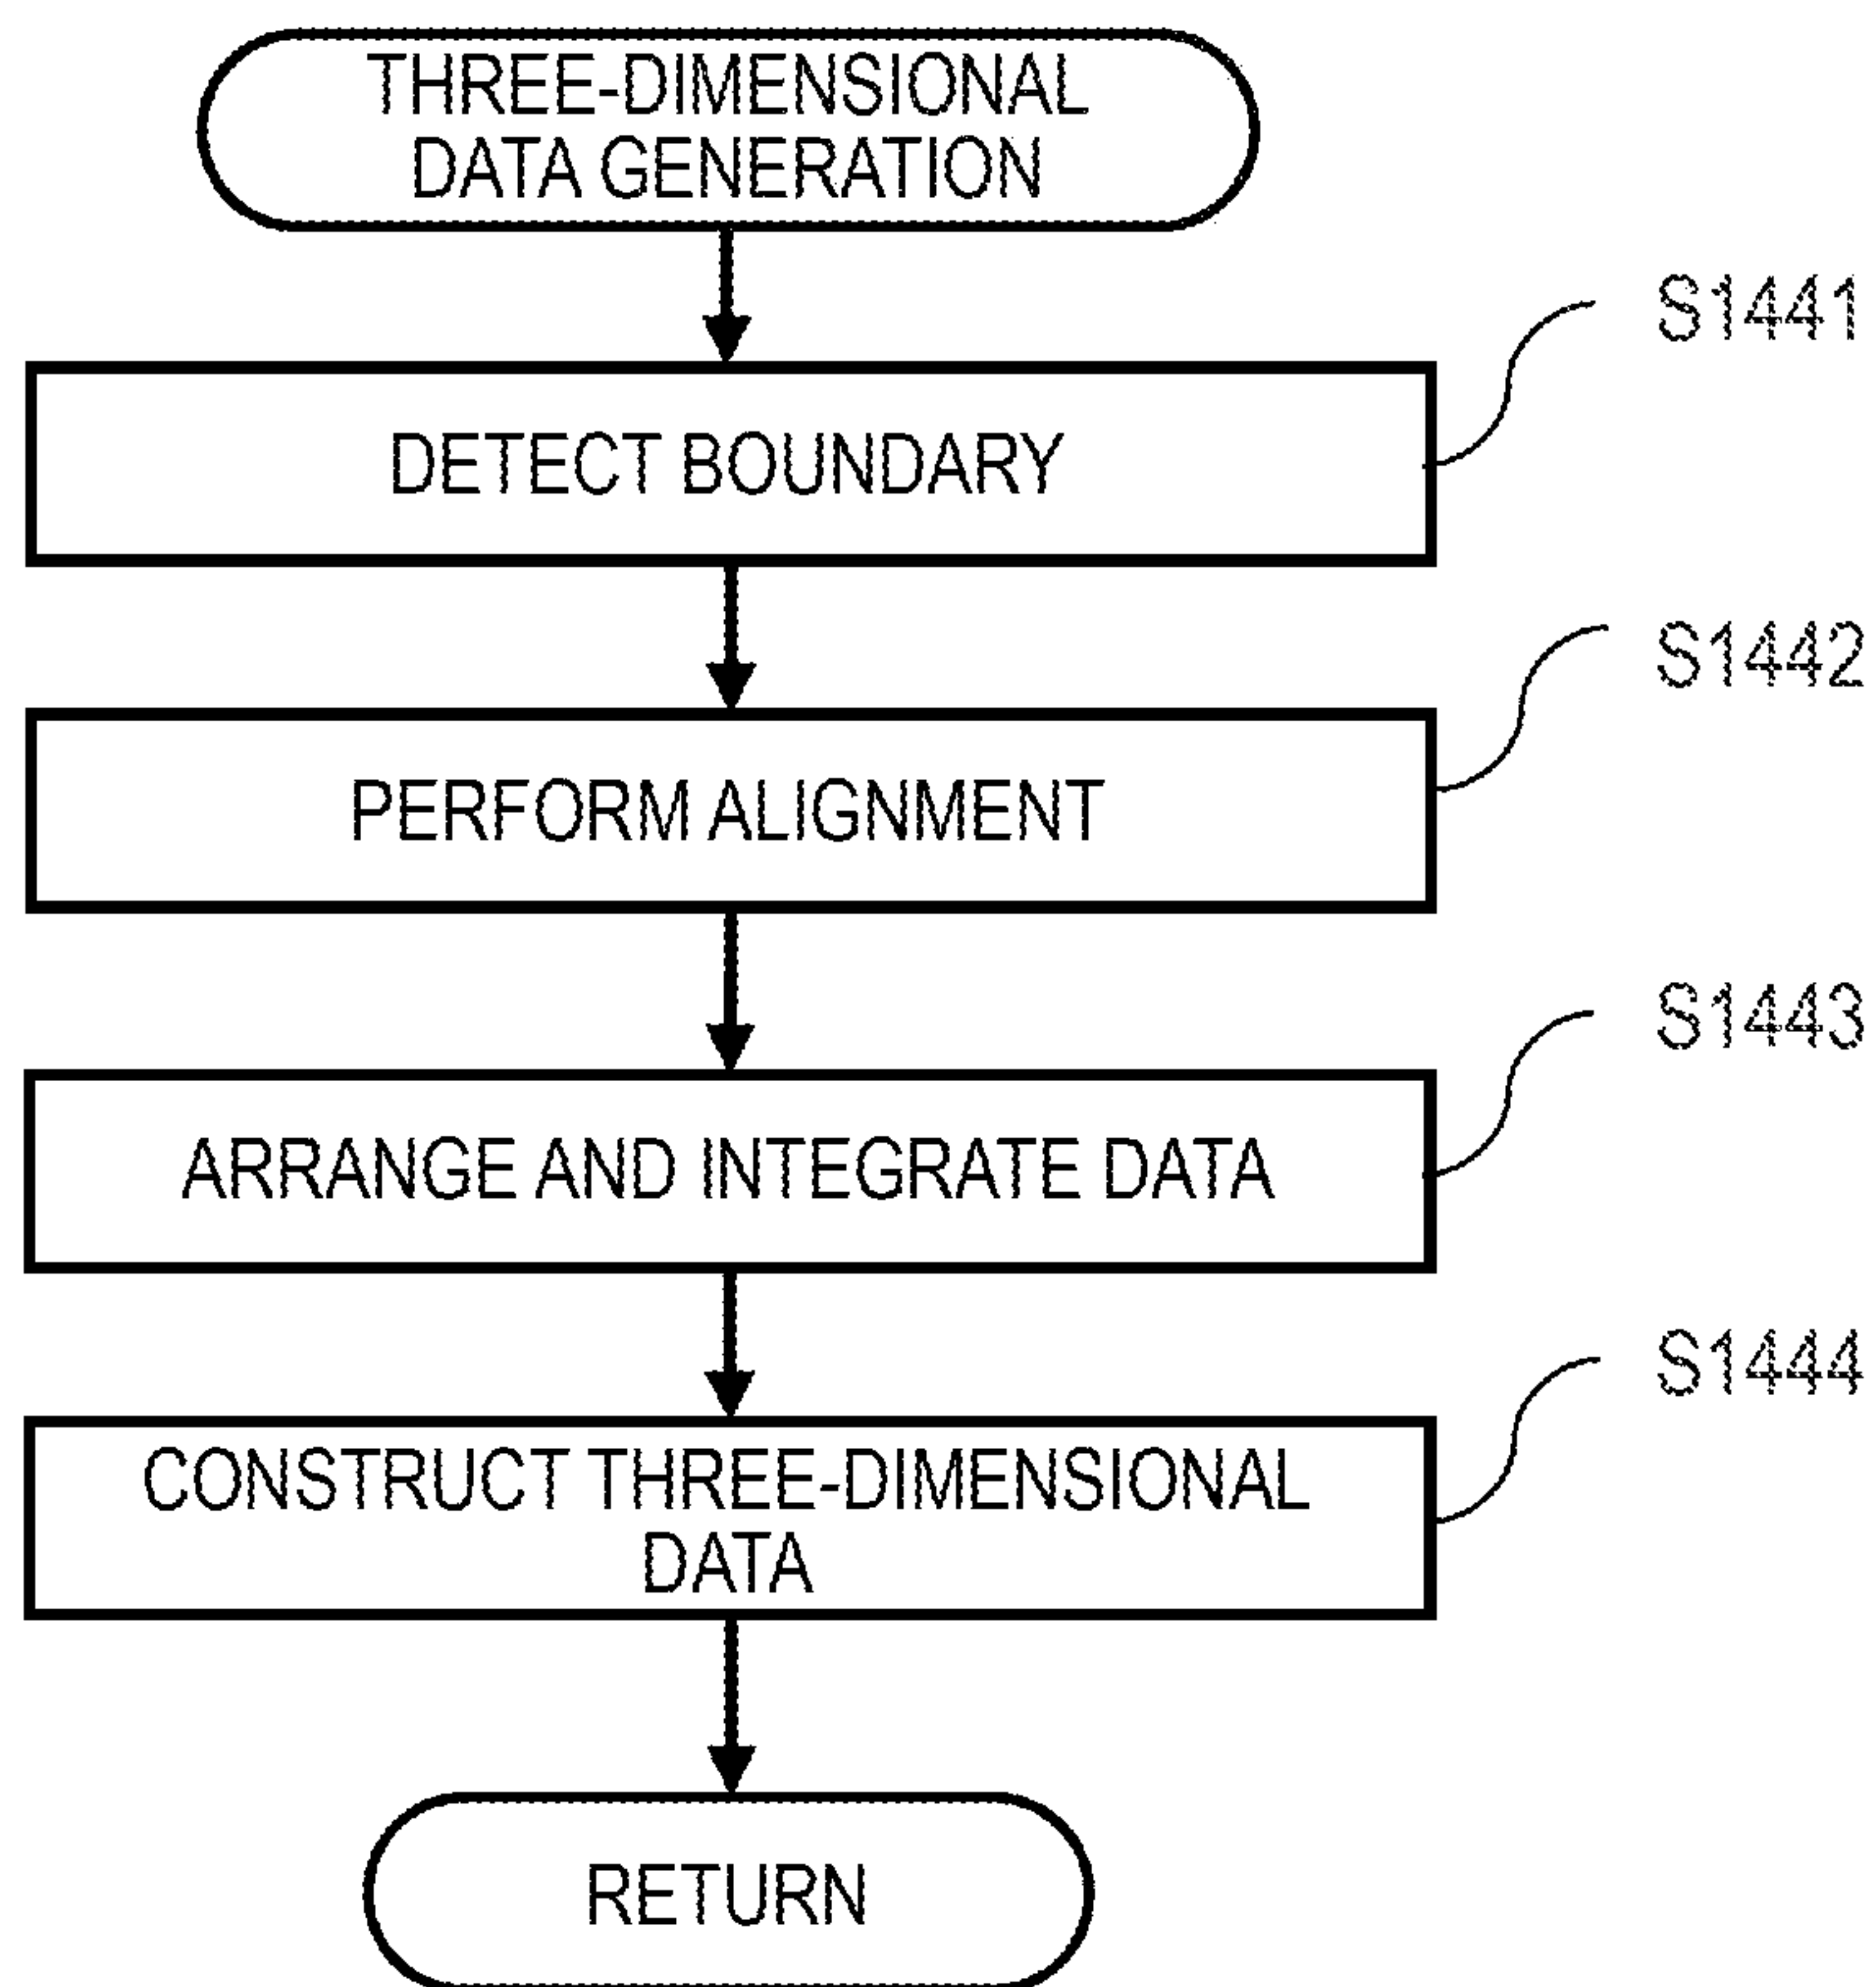 THREE-DIMENSIONAL
DATA GENERATION
S1441
DETECT BOUNDARY
S1442
PERFORM ALIGNMENT
S1443
ARRANGE AND INTEGRATE DATA
S1444
CONSTRUCT THREE-DIMENSIONAL
DATA
RETURN